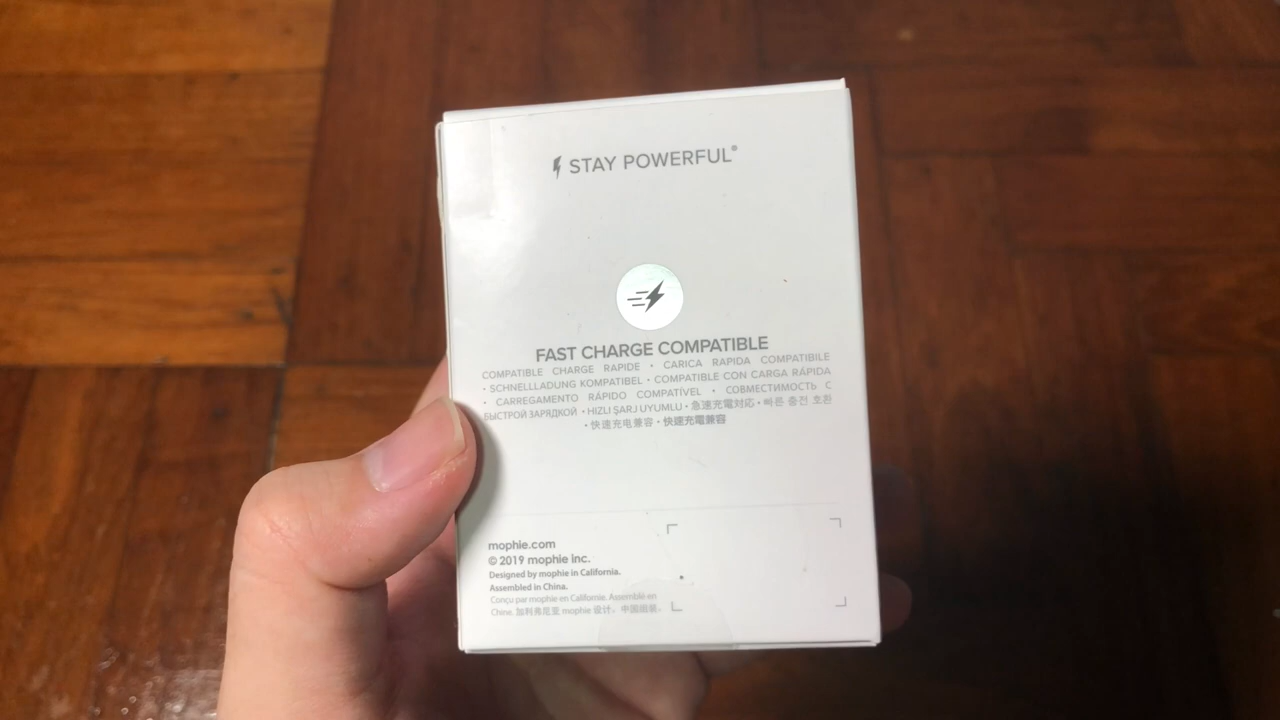 STAY POWERFUL®
FAST CHARGE COMPATIBLE
COMPATIBLE CHARGE RAPIDE • CARICA RAPIDA COMPATIBILE
• SCHNELLLADUNG KOMPATIBEL • COMPATIBLE CON CARGA RÁPIDA
• CARREGAMENTO RÁPIDO COMPATÍVEL • СОВМЕСТИМОСТЬ С
БЫСТРОЙ ЗАРЯДКОЙ • HIZLI ŞARJ UYUMLU • 急速充電対応 • 빠른 충전 호환
• 快速充电兼容 • 快速充電兼容
mophie.com
© 2019 mophie inc.
Designed by mophie in California.
Assembled in China.
Conçu par mophie en Californie. Assemblé en
Chine. 加利弗尼亚 mophie 设计。中国组装。